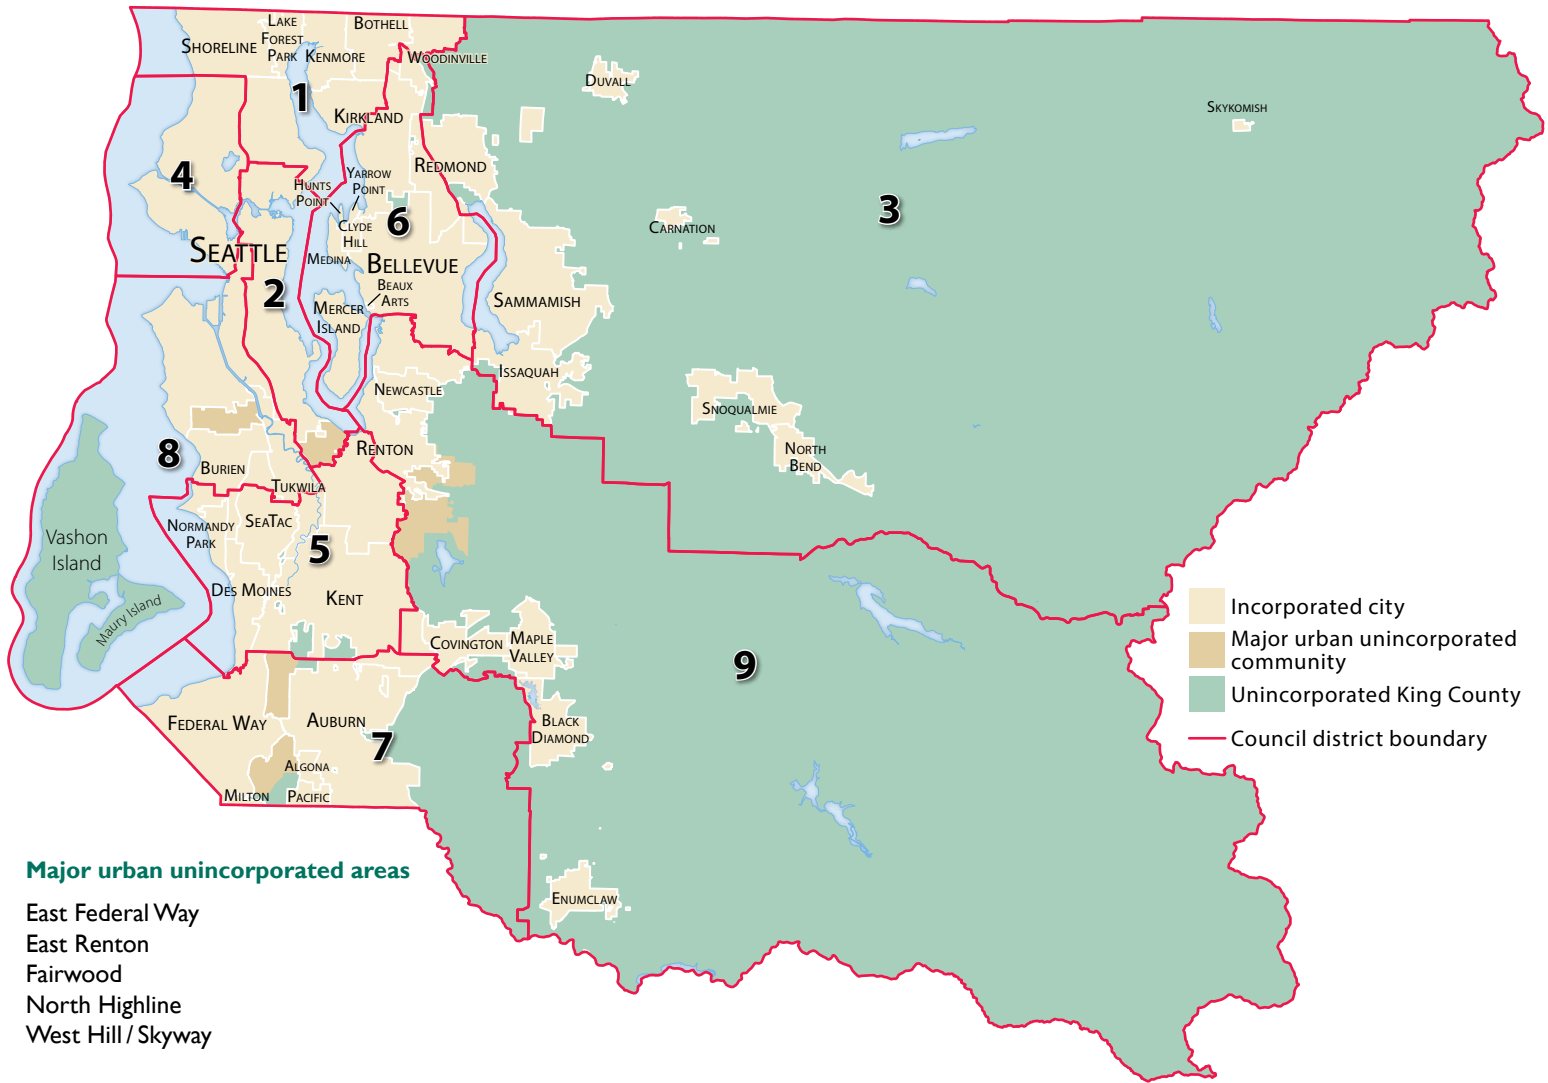 LAKE
FOREST
PARK
BOTHELL
SHORELINE
KENMORE
WOODINVILLE
DUVALL
1
KIRKLAND
SKYKOMISH
4
REDMOND
YARROW
POINT
HUNTS
POINT
3
6
CLYDE
HILL
CARNATION
SEATTLE
MEDINA
BELLEVUE
2
BEAUX
ARTS
MERCER
ISLAND
SAMMAMISH
ISSAQUAH
NEWCASTLE
SNOQUALMIE
NORTH
BEND
8
RENTON
BURIEN
TUKWILA
NORMANDY
PARK
SEATAC
Vashon
Island
5
DES MOINES
KENT
Maury Island
COVINGTON
MAPLE
VALLEY
9
FEDERAL WAY
AUBURN
7
BLACK
DIAMOND
ALGONA
MILTON
PACIFIC
ENUMCLAW
Incorporated city
Major urban unincorporated
community
Unincorporated King County
Council district boundary
Major urban unincorporated areas
East Federal Way
East Renton
Fairwood
North Highline
West Hill / Skyway